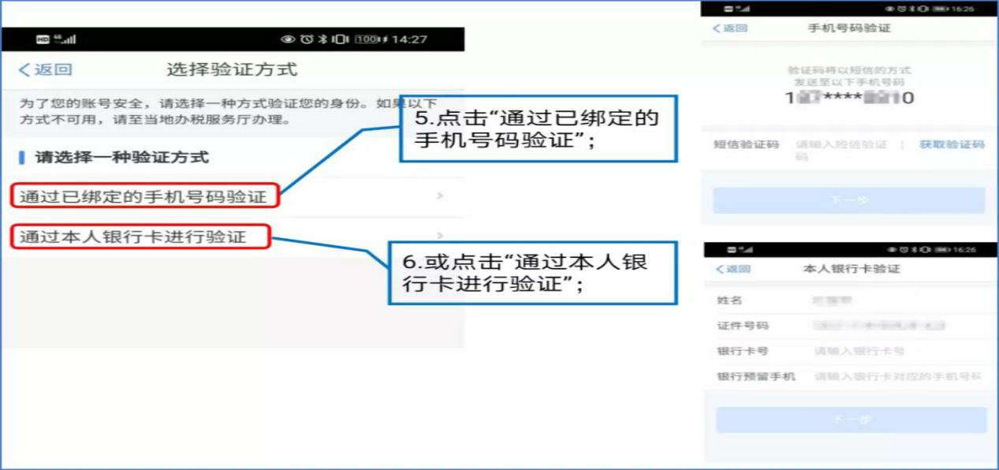 HD 4G 100 14:27
返回 选择验证方式
为了您的账号安全，请选择一种方式验证您的身份。如果以下
方式不可用，请至当地办税服务厅办理。
请选择一种验证方式
通过已绑定的手机号码验证
通过本人银行卡进行验证
5.点击“通过已绑定的
手机号码验证”；
6.或点击“通过本人银
行卡进行验证”；
16:26
返回 手机号码验证
验证码将以短信的方式
发送至以下手机号码
短信验证码 请输入短信验证 获取验证码
码
下一步
16:26
返回 本人银行卡验证
姓名
证件号码
银行卡号 请输入银行卡号
银行预留手机 请输入银行卡对应的手机号码
下一步